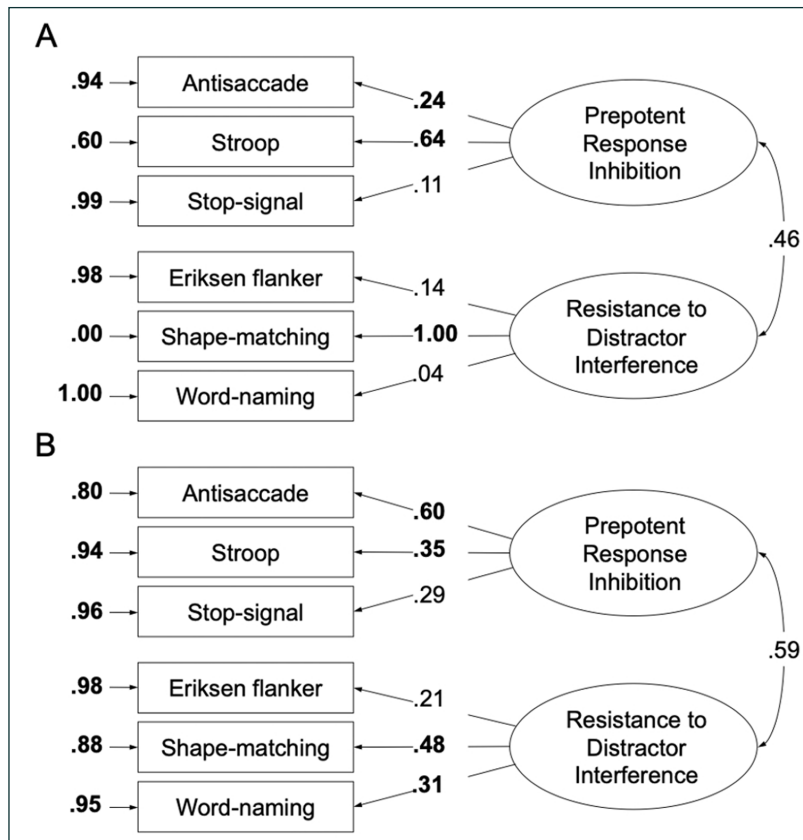 A
.94 Antisaccade .24
.60 Stroop .64
.99 Stop-signal .11
Prepotent
Response
Inhibition
.46
.98 Eriksen flanker .14
.00 Shape-matching 1.00
1.00 Word-naming .04
Resistance to
Distractor
Interference
B
.80 Antisaccade .60
.94 Stroop .35
.96 Stop-signal .29
Prepotent
Response
Inhibition
.59
.98 Eriksen flanker .21
.88 Shape-matching .48
.95 Word-naming .31
Resistance to
Distractor
Interference